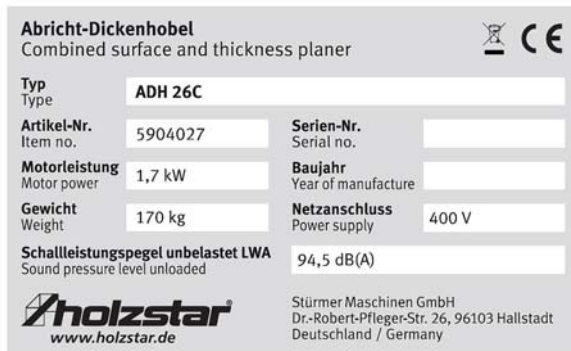 Abricht-Dickenhobel
Combined surface and thickness planer
CE
Typ
Type
ADH 26C
Artikel-Nr.
Item no.
5904027
Serien-Nr.
Serial no.
Motorleistung
Motor power
1,7 kW
Baujahr
Year of manufacture
Gewicht
Weight
170 kg
Netzanschluss
Power supply
400 V
Schallleistungspegel unbelastet LWA
Sound pressure level unloaded
94,5 dB(A)
holzstar®
www.holzstar.de
Stürmer Maschinen GmbH
Dr.-Robert-Pfleger-Str. 26, 96103 Hallstadt
Deutschland / Germany